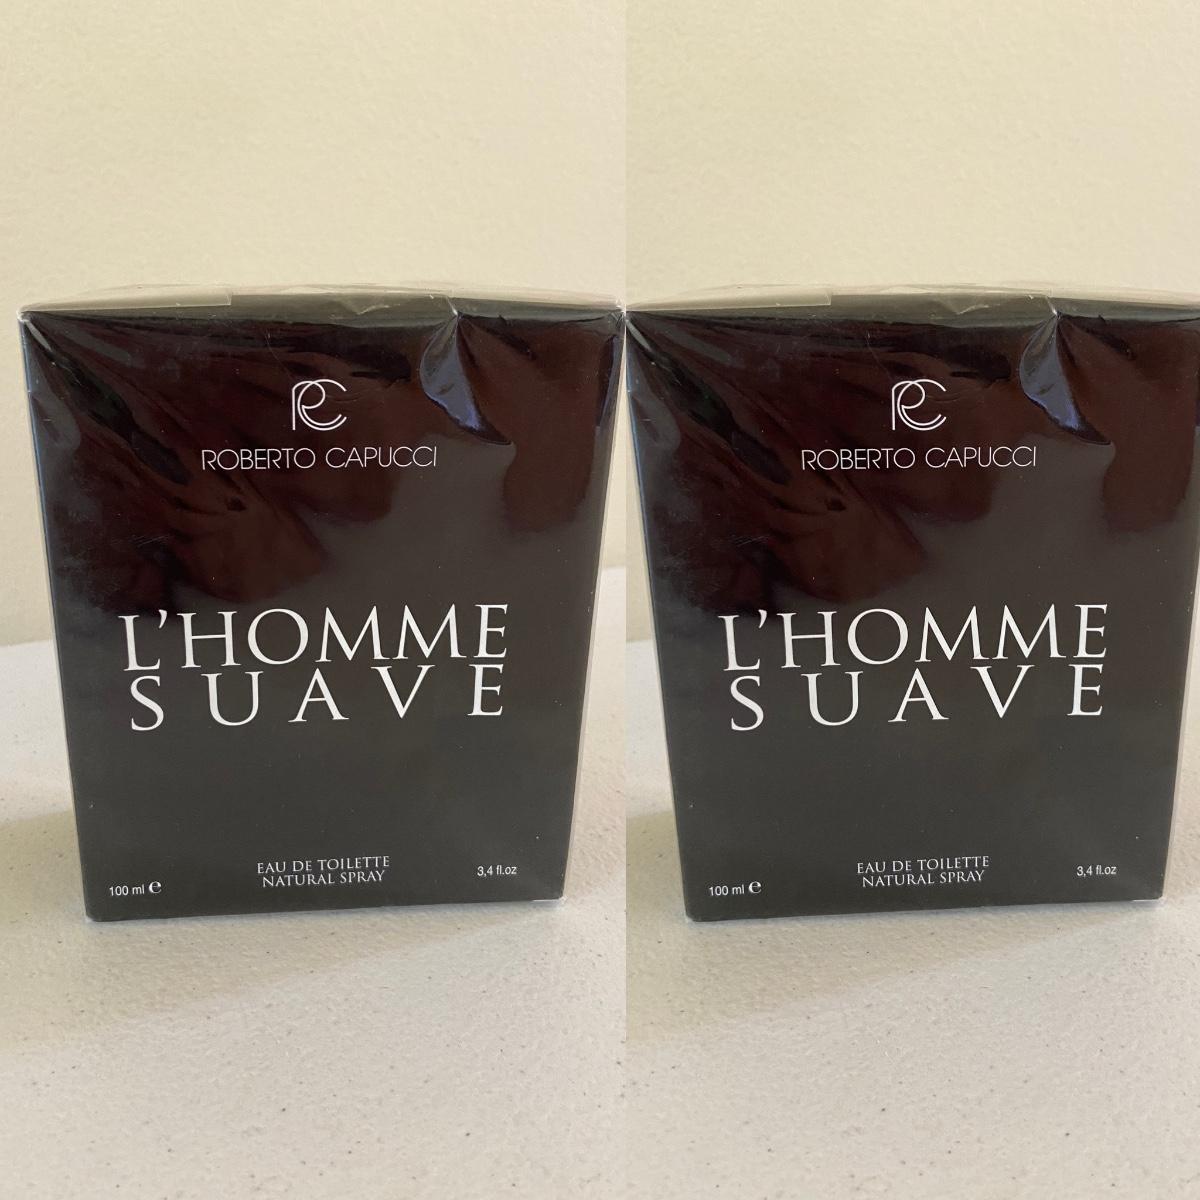 RC
ROBERTO CAPUCCI
L'HOMME
SUAVE
EAU DE TOILETTE
NATURAL SPRAY
100 ml e
3,4 fl.oz
RC
ROBERTO CAPUCCI
L'HOMME
SUAVE
EAU DE TOILETTE
NATURAL SPRAY
100 ml e
3,4 fl.oz